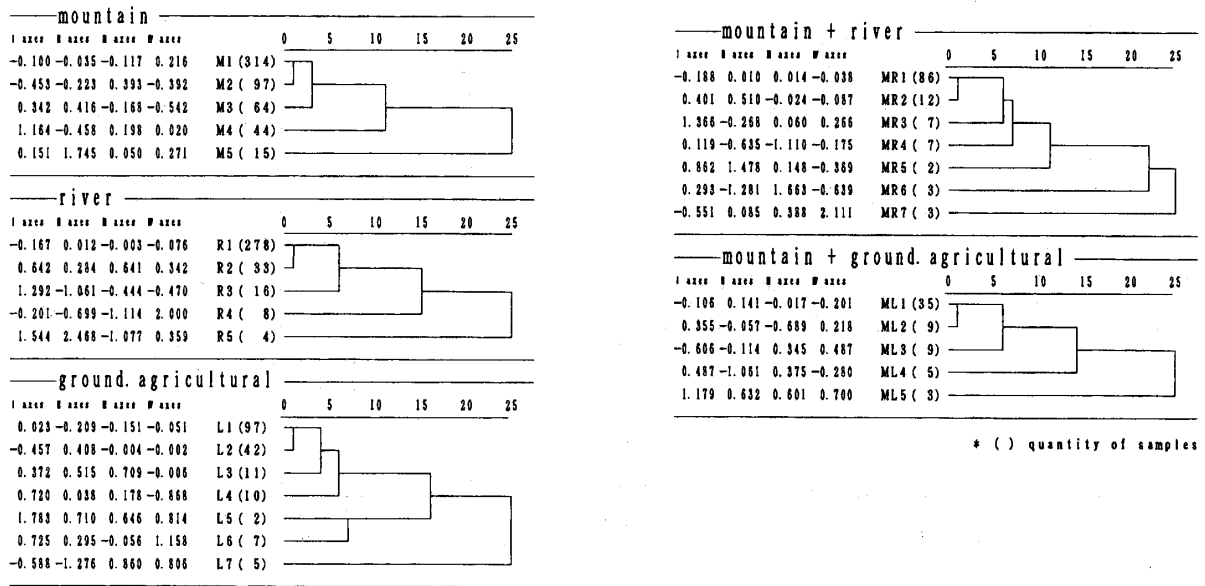 mountain
I axes II axes III axes IV axes 0 5 10 15 20 25
-0.100 -0.035 -0.117 0.216 M1 (314)
-0.453 -0.223 0.393 -0.392 M2 ( 97)
0.342 0.416 -0.168 -0.542 M3 ( 64)
1.164 -0.458 0.198 0.020 M4 ( 44)
0.151 1.745 0.050 0.271 M5 ( 15)
river
I axes II axes III axes IV axes 0 5 10 15 20 25
-0.167 0.012 -0.003 -0.076 R1 (278)
0.642 0.284 0.641 0.342 R2 ( 33)
1.292 -1.061 -0.444 -0.470 R3 ( 16)
-0.201 -0.699 -1.114 2.000 R4 ( 8)
1.544 2.468 -1.077 0.359 R5 ( 4)
ground. agricultural
I axes II axes III axes IV axes 0 5 10 15 20 25
0.023 -0.209 -0.151 -0.051 L1 (97)
-0.457 0.408 -0.004 -0.002 L2 (42)
0.372 0.515 0.709 -0.006 L3 (11)
0.720 0.038 0.178 -0.868 L4 (10)
1.783 0.710 0.646 0.814 L5 ( 2)
0.725 0.295 -0.056 1.158 L6 ( 7)
-0.588 -1.276 0.860 0.806 L7 ( 5)
mountain + river
I axes II axes III axes IV axes 0 5 10 15 20 25
-0.188 0.010 0.014 -0.038 MR1 (86)
0.401 0.510 -0.024 -0.087 MR2 (12)
1.366 -0.268 0.060 0.266 MR3 ( 7)
0.119 -0.635 -1.110 -0.175 MR4 ( 7)
0.862 1.478 0.148 -0.369 MR5 ( 2)
0.293 -1.281 1.663 -0.639 MR6 ( 3)
-0.551 0.085 0.388 2.111 MR7 ( 3)
mountain + ground. agricultural
I axes II axes III axes IV axes 0 5 10 15 20 25
-0.106 0.141 -0.017 -0.201 ML1 (35)
0.355 -0.057 -0.689 0.218 ML2 ( 9)
-0.606 -0.114 0.345 0.487 ML3 ( 9)
0.487 -1.061 0.375 -0.280 ML4 ( 5)
1.179 0.632 0.601 0.700 ML5 ( 3)
* ( ) quantity of samples